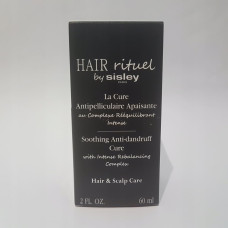 HAIR rituel
by sisley
La Cure
Antipelliculaire Apaisante
au Complexe Rééquilibrant
Intense
Soothing Anti-dandruff
Cure
with Intense Rebalancing
Complex
Hair & Scalp Care
2 FL. OZ. 60 ml